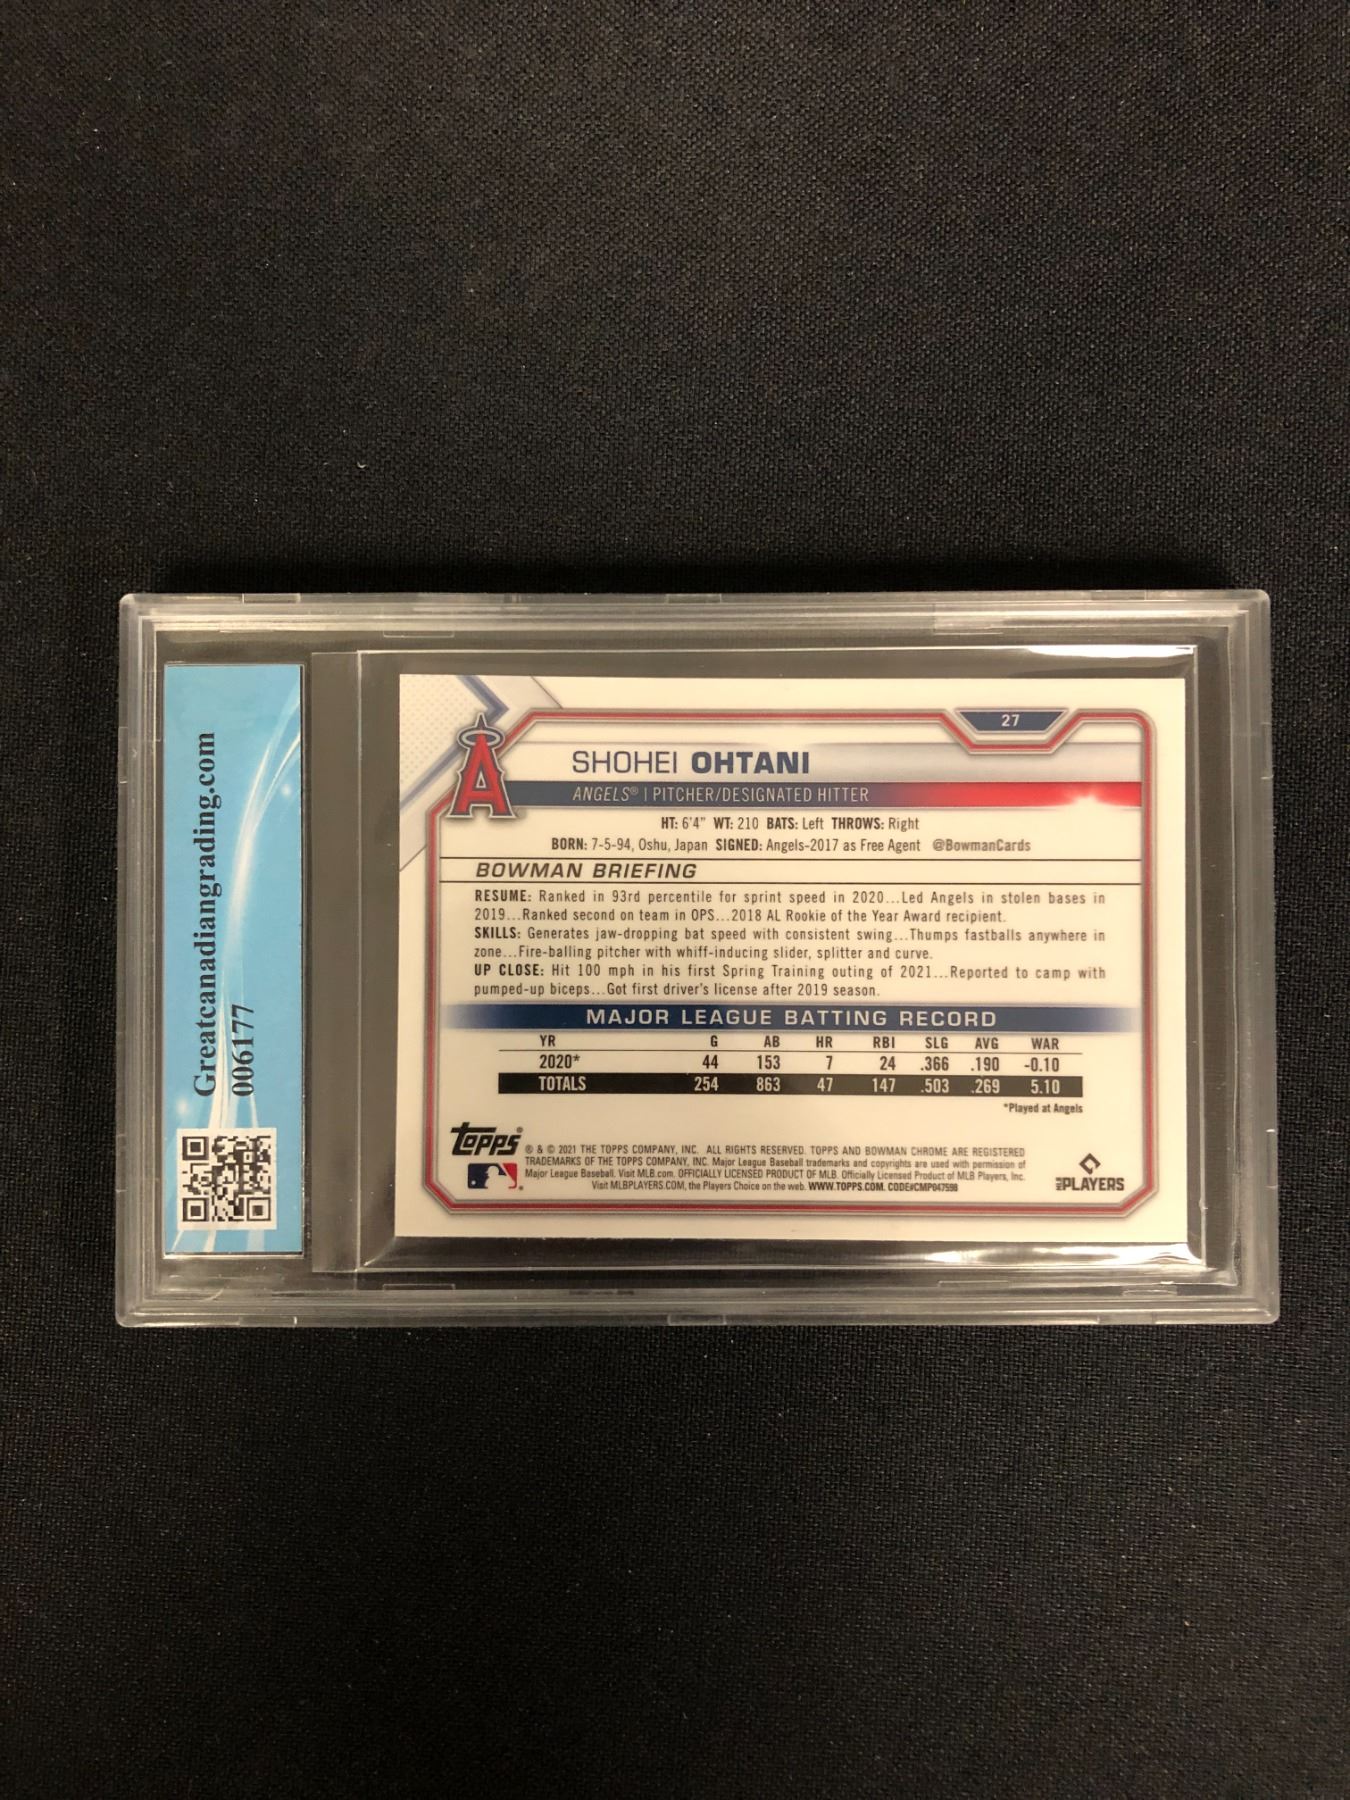 Greatcanadiangrading.com
006177
27
A
SHOHEI OHTANI
ANGELS® | PITCHER/DESIGNATED HITTER
HT: 6'4" WT: 210 BATS: Left THROWS: Right
BORN: 7-5-94, Oshu, Japan SIGNED: Angels-2017 as Free Agent @BowmanCards
BOWMAN BRIEFING
RESUME: Ranked in 93rd percentile for sprint speed in 2020...Led Angels in stolen bases in
2019...Ranked second on team in OPS...2018 AL Rookie of the Year Award recipient.
SKILLS: Generates jaw-dropping bat speed with consistent swing...Thumps fastballs anywhere in
zone...Fire-balling pitcher with whiff-inducing slider, splitter and curve.
UP CLOSE: Hit 100 mph in his first Spring Training outing of 2021...Reported to camp with
pumped-up biceps...Got first driver's license after 2019 season.
MAJOR LEAGUE BATTING RECORD
YR G AB HR RBI SLG AVG WAR
2020* 44 153 7 24 .366 .190 -0.10
TOTALS 254 863 47 147 .503 .269 5.10
*Played at Angels
topps® ® & © 2021 THE TOPPS COMPANY, INC. ALL RIGHTS RESERVED. TOPPS AND BOWMAN CHROME ARE REGISTERED
TRADEMARKS OF THE TOPPS COMPANY, INC. Major League Baseball trademarks and copyrights are used with permission of
Major League Baseball. Visit MLB.com. OFFICIALLY LICENSED PRODUCT OF MLB. Officially Licensed Product of MLB Players, Inc.
Visit MLBPLAYERS.COM, the Players Choice on the web. WWW.TOPPS.COM. CODE#CMP047598
MLB PLAYERS